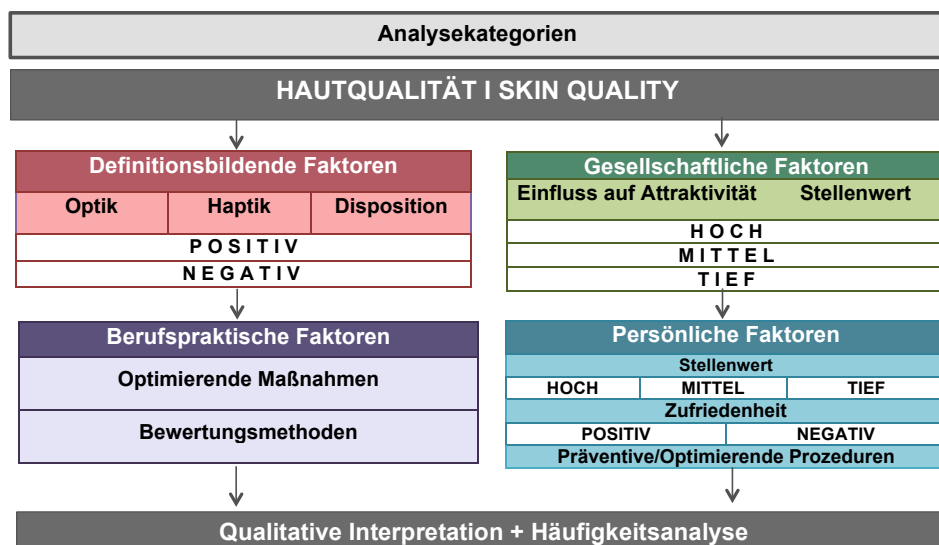 Analysekategorien
HAUTQUALITÄT I SKIN QUALITY
Definitionsbildende Faktoren
Optik Haptik Disposition
P O S I T I V
N E G A T I V
Gesellschaftliche Faktoren
Einfluss auf Attraktivität Stellenwert
H O C H
M I T T E L
T I E F
Berufspraktische Faktoren
Optimierende Maßnahmen
Bewertungsmethoden
Persönliche Faktoren
Stellenwert
HOCH MITTEL TIEF
Zufriedenheit
POSITIV NEGATIV
Präventive/Optimierende Prozeduren
Qualitative Interpretation + Häufigkeitsanalyse